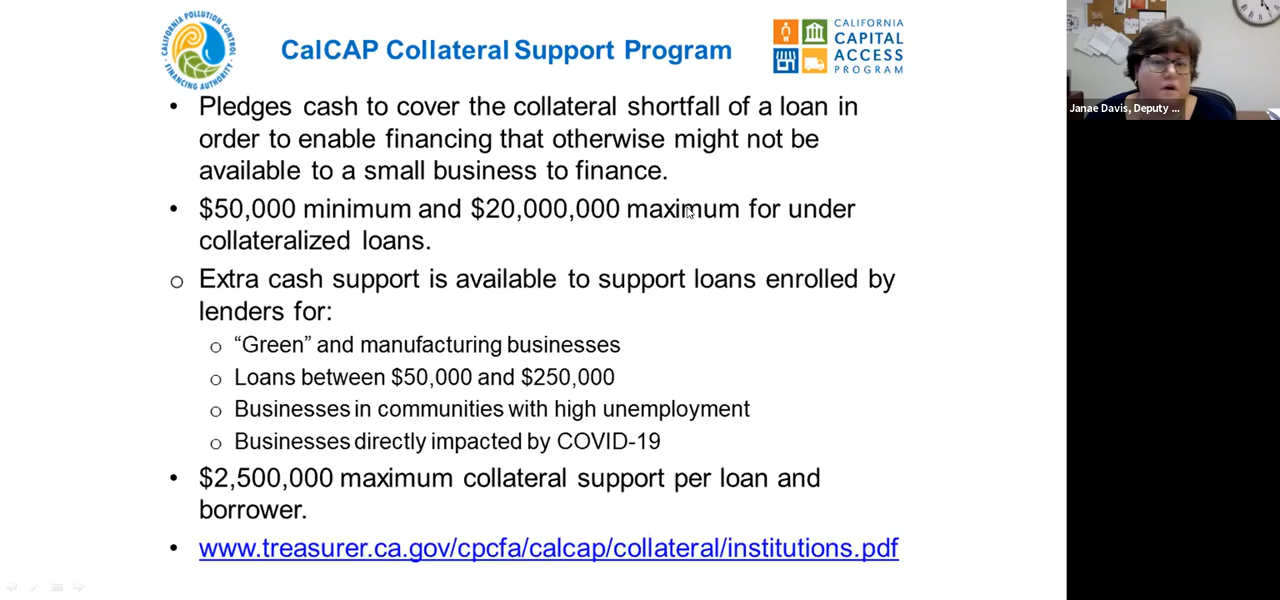 CALIFORNIA POLLUTION CONTROL
FINANCING AUTHORITY
CalCAP Collateral Support Program
CALIFORNIA
CAPITAL
ACCESS
PROGRAM
Janae Davis, Deputy ...
• Pledges cash to cover the collateral shortfall of a loan in
order to enable financing that otherwise might not be
available to a small business to finance.
• $50,000 minimum and $20,000,000 maximum for under
collateralized loans.
o Extra cash support is available to support loans enrolled by
lenders for:
o “Green” and manufacturing businesses
o Loans between $50,000 and $250,000
o Businesses in communities with high unemployment
o Businesses directly impacted by COVID-19
• $2,500,000 maximum collateral support per loan and
borrower.
• www.treasurer.ca.gov/cpcfa/calcap/collateral/institutions.pdf